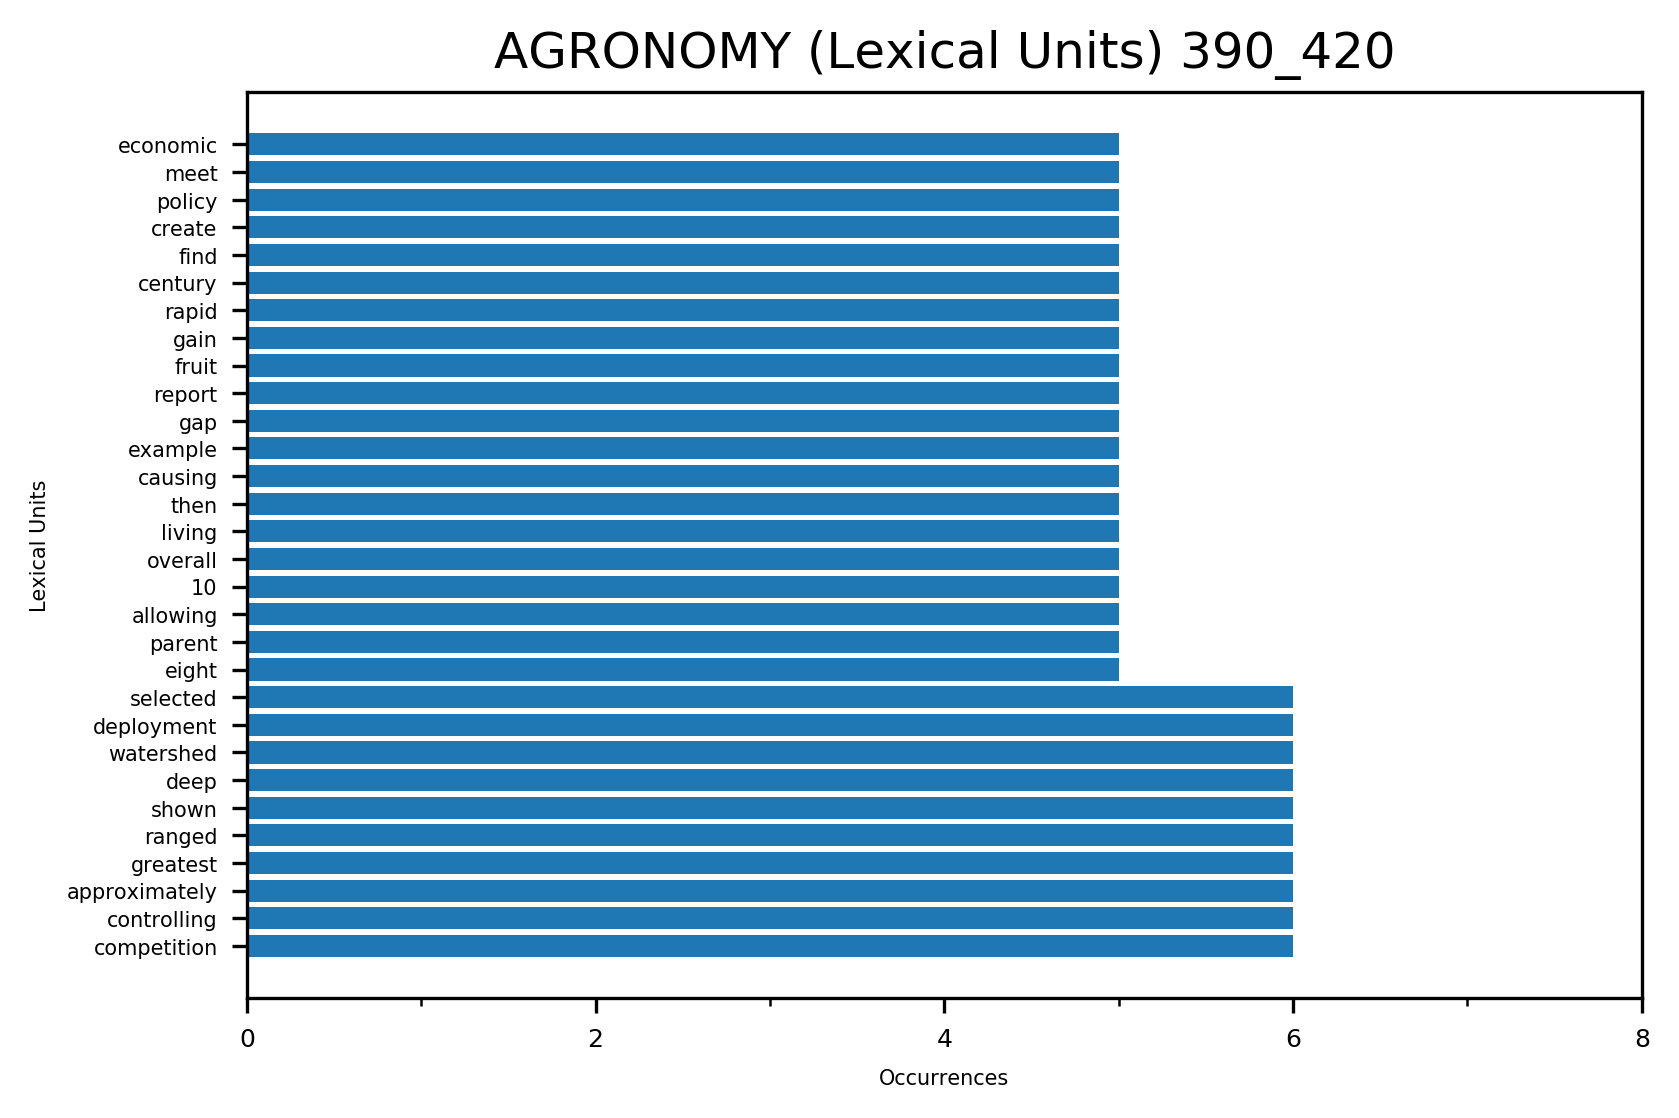 AGRONOMY (Lexical Units) 390_420
economic
meet
policy
create
find
century
rapid
gain
fruit
report
gap
example
causing
then
living
overall
10
allowing
parent
eight
selected
deployment
watershed
deep
shown
ranged
greatest
approximately
controlling
competition
Lexical Units
0 2 4 6 8
Occurrences